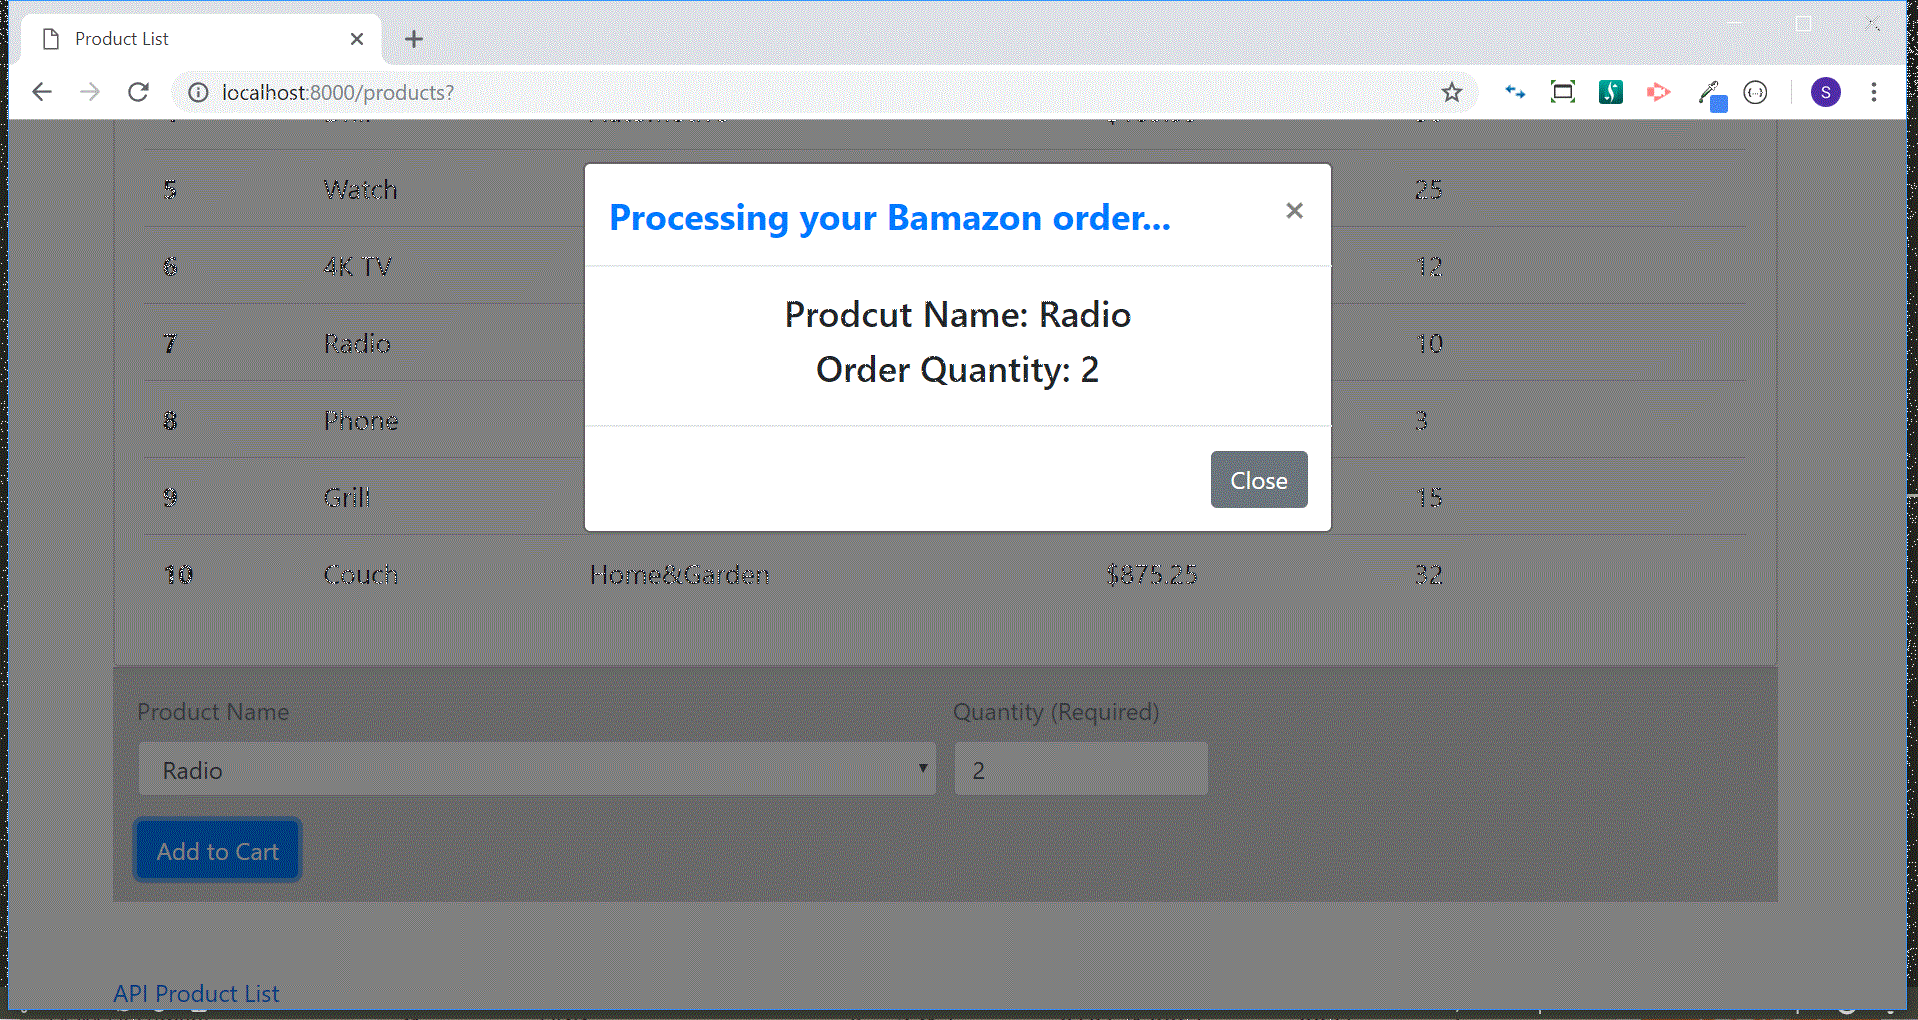 Product List
localhost:8000/products?
S
5 Watch 25
6 4K TV 12
7 Radio 10
8 Phone 3
9 Grill 15
10 Couch Home&Garden $875.25 32
Processing your Bamazon order... ×
Prodcut Name: Radio
Order Quantity: 2
Close
Product Name Quantity (Required)
Radio 2
Add to Cart
API Product List